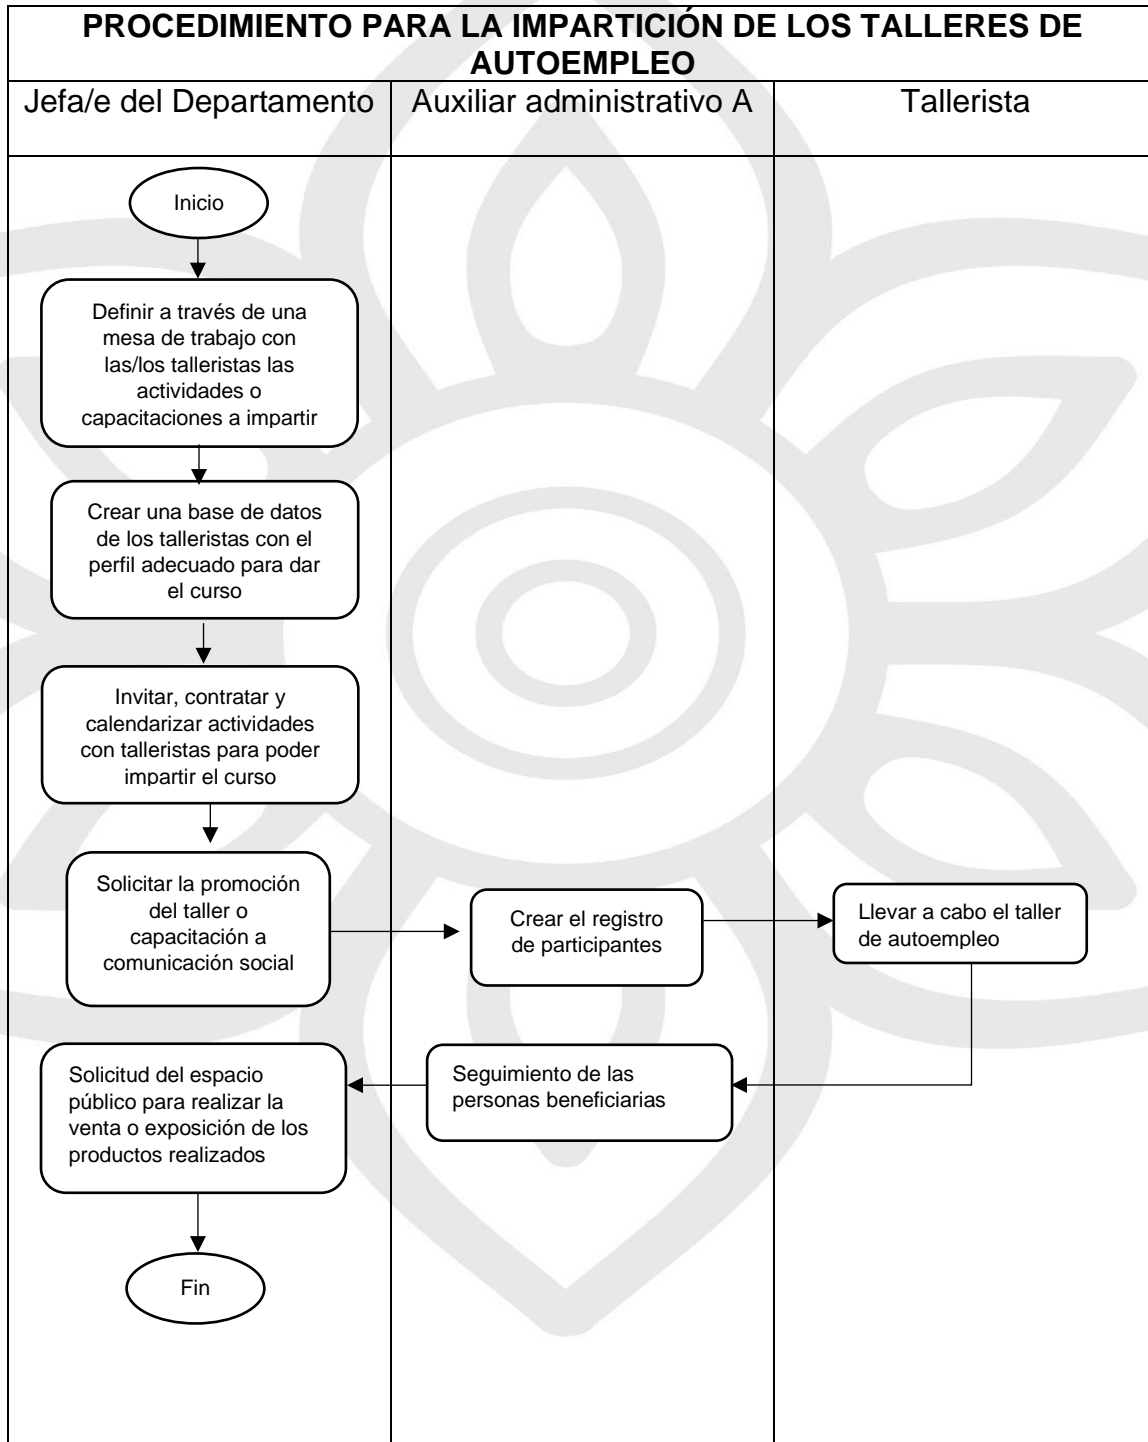 PROCEDIMIENTO PARA LA IMPARTICIÓN DE LOS TALLERES DE
AUTOEMPLEO
Jefa/e del Departamento
Auxiliar administrativo A
Tallerista
Inicio
Definir a través de una
mesa de trabajo con
las/los talleristas las
actividades o
capacitaciones a impartir
Crear una base de datos
de los talleristas con el
perfil adecuado para dar
el curso
Invitar, contratar y
calendarizar actividades
con talleristas para poder
impartir el curso
Solicitar la promoción
del taller o
capacitación a
comunicación social
Crear el registro
de participantes
Llevar a cabo el taller
de autoempleo
Seguimiento de las
personas beneficiarias
Solicitud del espacio
público para realizar la
venta o exposición de los
productos realizados
Fin